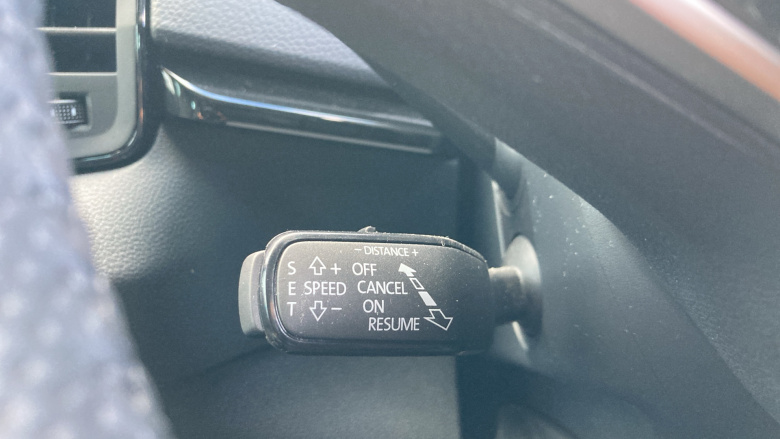 - DISTANCE +
S + OFF
E SPEED CANCEL
T - ON
RESUME